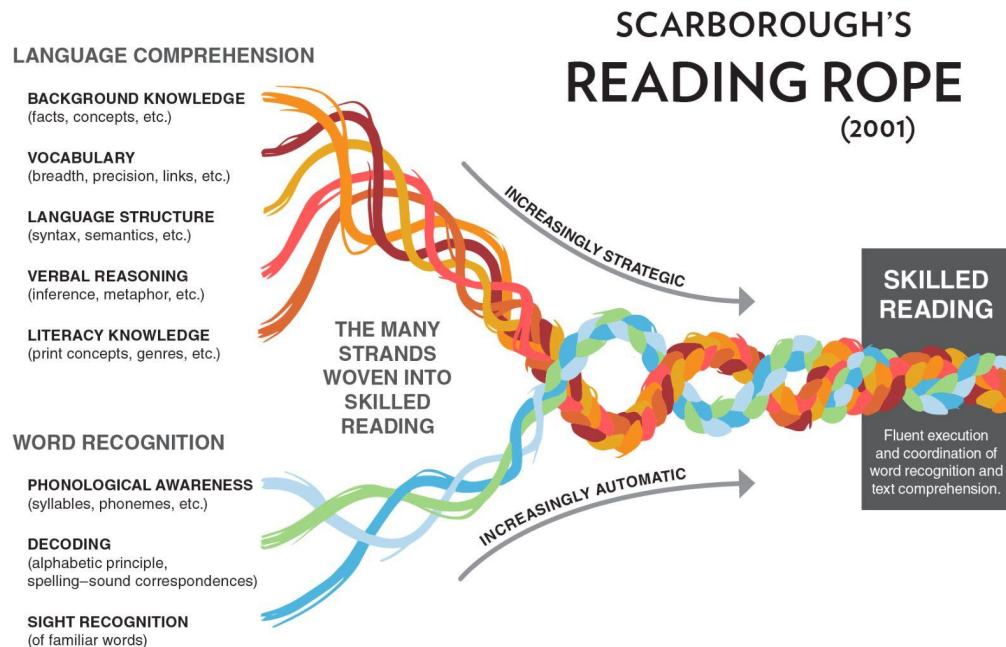 SCARBOROUGH'S
READING ROPE
(2001)
LANGUAGE COMPREHENSION
BACKGROUND KNOWLEDGE
(facts, concepts, etc.)
VOCABULARY
(breadth, precision, links, etc.)
LANGUAGE STRUCTURE
(syntax, semantics, etc.)
VERBAL REASONING
(inference, metaphor, etc.)
LITERACY KNOWLEDGE
(print concepts, genres, etc.)
WORD RECOGNITION
PHONOLOGICAL AWARENESS
(syllables, phonemes, etc.)
DECODING
(alphabetic principle,
spelling–sound correspondences)
SIGHT RECOGNITION
(of familiar words)
THE MANY
STRANDS
WOVEN INTO
SKILLED
READING
INCREASINGLY STRATEGIC
INCREASINGLY AUTOMATIC
SKILLED
READING
Fluent execution
and coordination of
word recognition and
text comprehension.